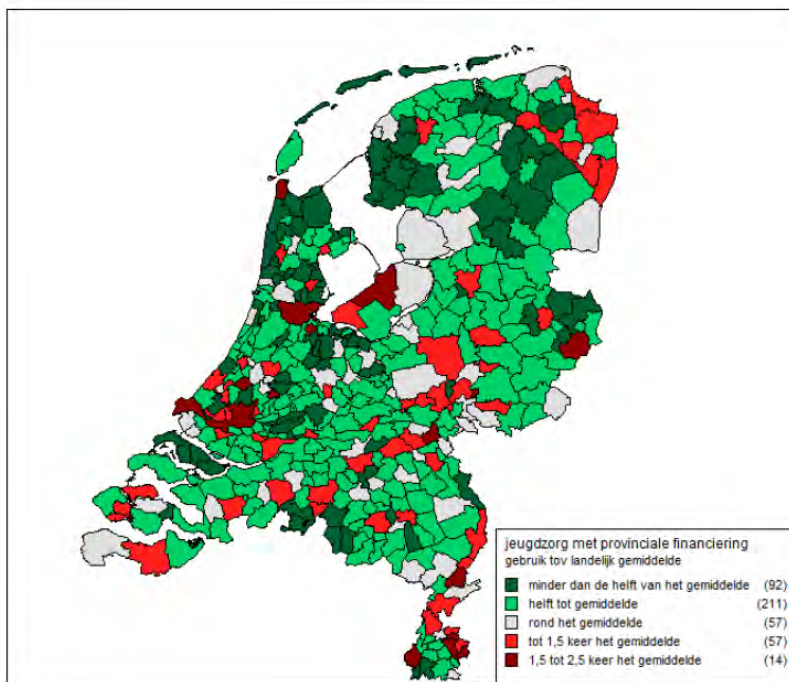 jeugdzorg met provinciale financiering
gebruik tov landelijk gemiddelde
minder dan de helft van het gemiddelde (92)
helft tot gemiddelde (211)
rond het gemiddelde (57)
tot 1,5 keer het gemiddelde (57)
1,5 tot 2,5 keer het gemiddelde (14)